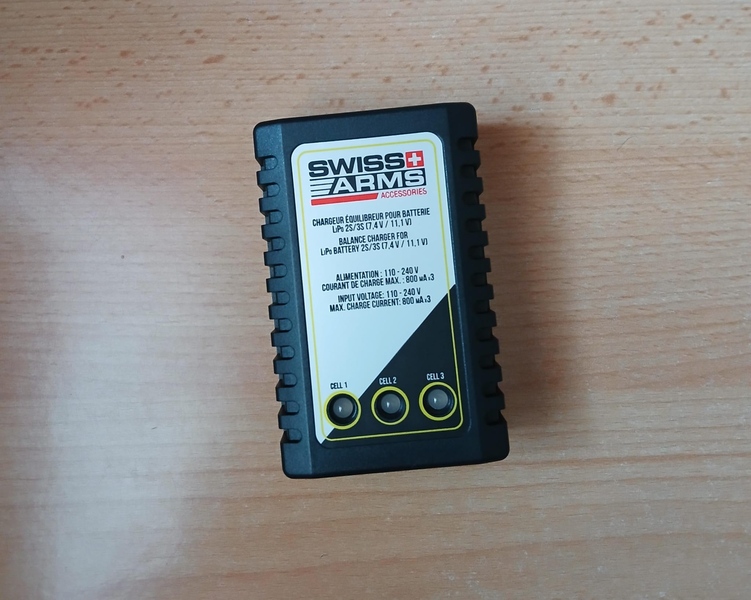 SWISS
ARMS
ACCESSORIES
CHARGEUR ÉQUILIBREUR POUR BATTERIE
LiPo 2S/3S (7,4 V / 11,1 V)
BALANCE CHARGER FOR
LiPo BATTERY 2S/3S (7,4 V / 11,1 V)
ALIMENTATION : 110 - 240 V
COURANT DE CHARGE MAX. : 800 mA x3
INPUT VOLTAGE: 110 - 240 V
MAX. CHARGE CURRENT: 800 mA x3
CELL 1 CELL 2 CELL 3